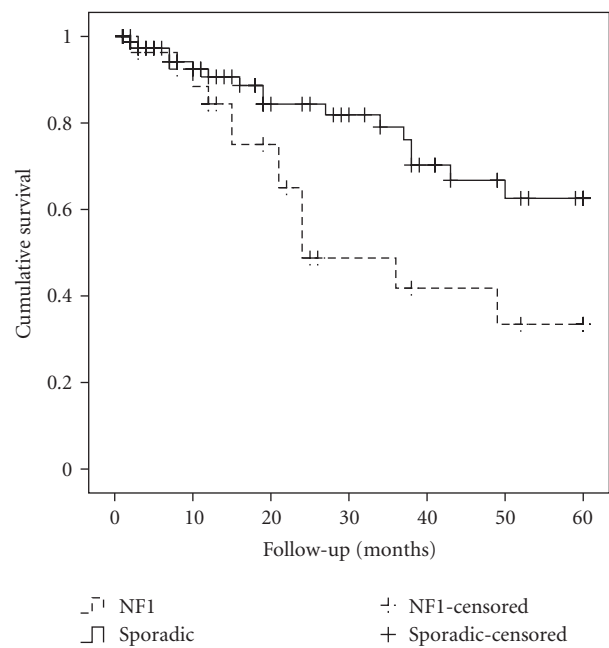 1
0.8
0.6
0.4
0.2
0
Cumulative survival
0 10 20 30 40 50 60
Follow-up (months)
NF1 NF1-censored
Sporadic Sporadic-censored